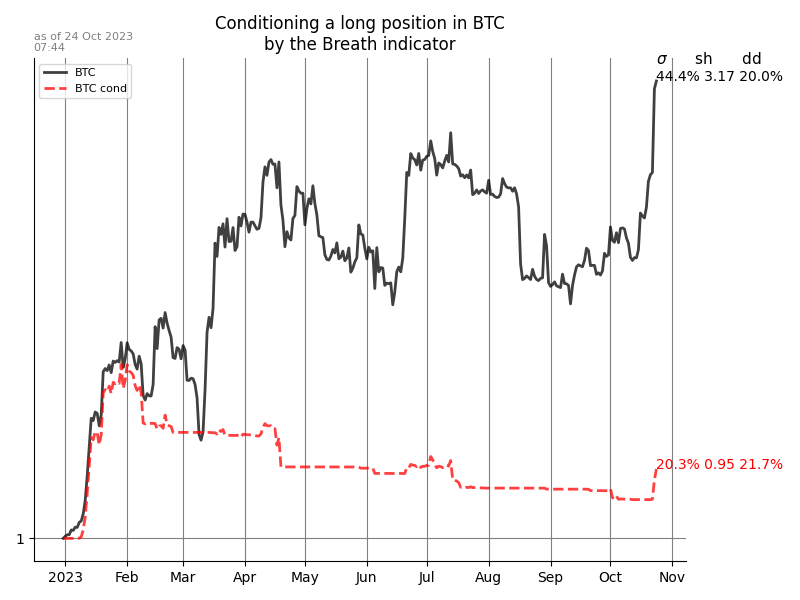 Conditioning a long position in BTC
by the Breath indicator
as of 24 Oct 2023
07:44
σ sh dd
BTC
BTC cond
44.4% 3.17 20.0%
20.3% 0.95 21.7%
1
2023 Feb Mar Apr May Jun Jul Aug Sep Oct Nov